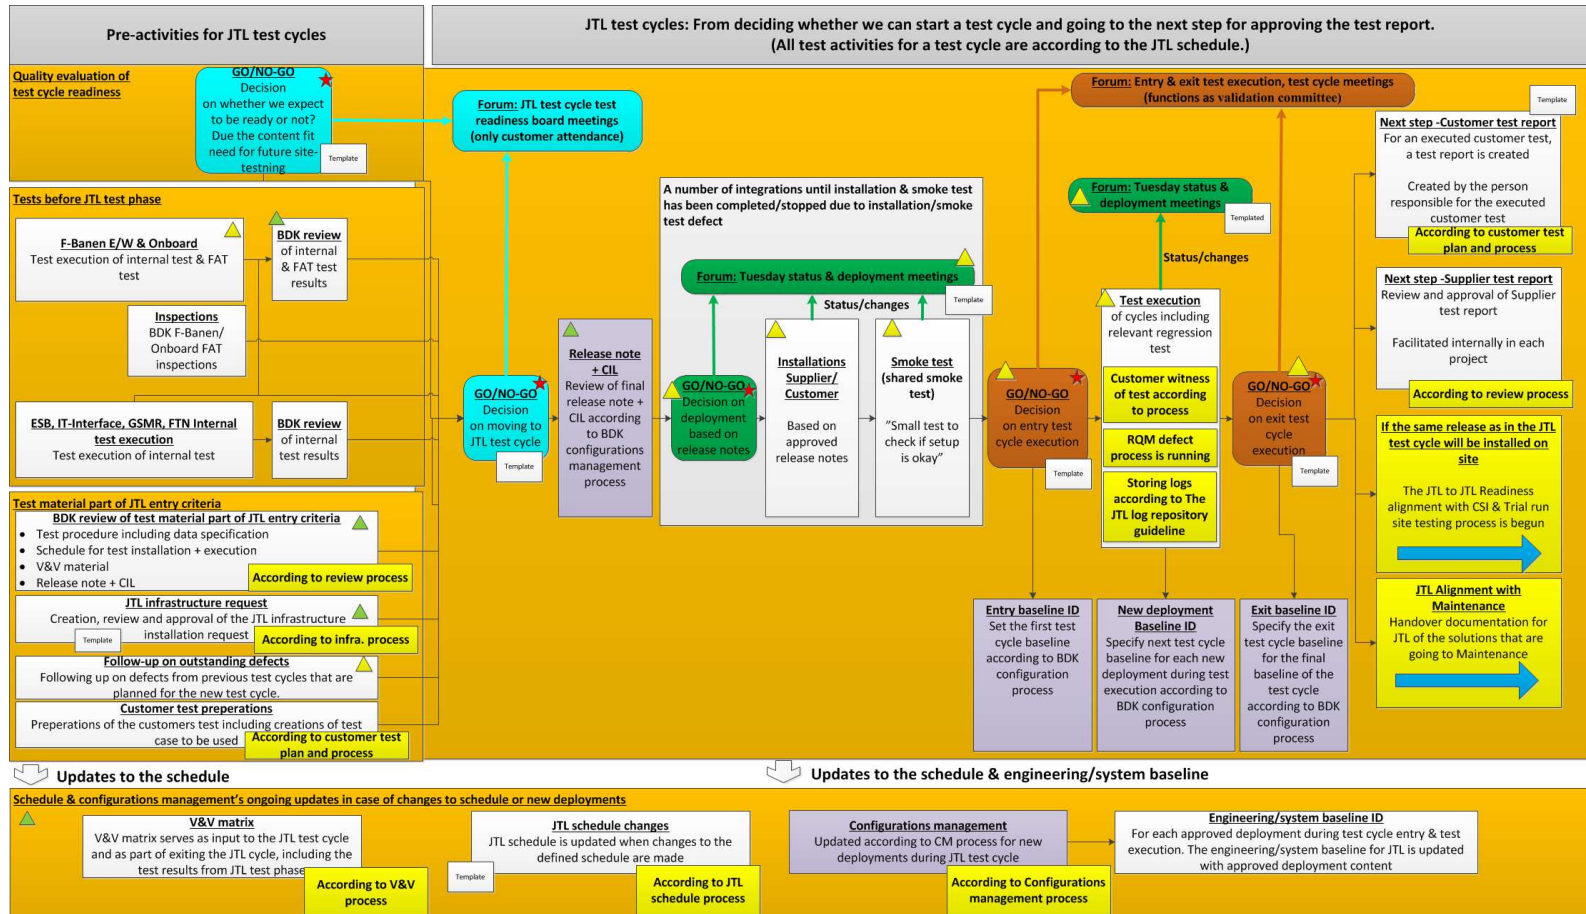 Pre-activities for JTL test cycles
JTL test cycles: From deciding whether we can start a test cycle and going to the next step for approving the test report.
(All test activities for a test cycle are according to the JTL schedule.)
Quality evaluation of
test cycle readiness
GO/NO-GO
Decision
on whether we expect
to be ready or not?
Due the content fit
need for future site-
testning
Template
Forum: JTL test cycle test
readiness board meetings
(only customer attendance)
Tests before JTL test phase
F-Banen E/W & Onboard
Test execution of internal test & FAT
test
BDK review
of internal
& FAT test
results
Inspections
BDK F-Banen/
Onboard FAT
inspections
ESB, IT-Interface, GSMR, FTN Internal
test execution
Test execution of internal test
BDK review
of internal
test results
Test material part of JTL entry criteria
BDK review of test material part of JTL entry criteria
• Test procedure including data specification
• Schedule for test installation + execution
• V&V material
• Release note + CIL
According to review process
JTL infrastructure request
Creation, review and approval of the JTL infrastructure
installation request
Template
According to infra. process
Follow-up on outstanding defects
Following up on defects from previous test cycles that are
planned for the new test cycle.
Customer test preperations
Preperations of the customers test including creations of test
case to be used
According to customer test
plan and process
GO/NO-GO
Decision
on moving to
JTL test cycle
Template
Release note
+ CIL
Review of final
release note +
CIL according
to BDK
configurations
management
process
A number of integrations until installation & smoke test
has been completed/stopped due to installation/smoke
test defect
Forum: Tuesday status & deployment meetings
Template
Status/changes
GO/NO-GO
Decision on
deployment
based on
release notes
Installations
Supplier/
Customer
Based on
approved
release notes
Smoke test
(shared smoke
test)
”Small test to
check if setup
is okay”
Forum: Entry & exit test execution, test cycle meetings
(functions as validation committee)
GO/NO-GO
Decision
on entry test
cycle execution
Template
Forum: Tuesday status &
deployment meetings
Templated
Status/changes
Test execution
of cycles including
relevant regression
test
Customer witness
of test according
to process
RQM defect
process is running
Storing logs
according to The
JTL log repository
guideline
GO/NO-GO
Decision
on exit test
cycle
execution
Template
Entry baseline ID
Set the first test
cycle baseline
according to BDK
configuration
process
New deployment
Baseline ID
Specify next test cycle
baseline for each new
deployment during test
execution according to
BDK configuration
process
Exit baseline ID
Specify the exit
test cycle baseline
for the final
baseline of the
test cycle
according to BDK
configuration
process
Template
Next step -Customer test report
For an executed customer test,
a test report is created
Created by the person
responsible for the executed
customer test
According to customer test
plan and process
Next step -Supplier test report
Review and approval of Supplier
test report
Facilitated internally in each
project
According to review process
If the same release as in the JTL
test cycle will be installed on
site
The JTL to JTL Readiness
alignment with CSI & Trial run
site testing process is begun
JTL Alignment with
Maintenance
Handover documentation for
JTL of the solutions that are
going to Maintenance
Updates to the schedule
Updates to the schedule & engineering/system baseline
Schedule & configurations management’s ongoing updates in case of changes to schedule or new deployments
V&V matrix
V&V matrix serves as input to the JTL test cycle
and as part of exiting the JTL cycle, including the
test results from JTL test phase
According to V&V
process
JTL schedule changes
JTL schedule is updated when changes to the
defined schedule are made
Template
According to JTL
schedule process
Configurations management
Updated according to CM process for new
deployments during JTL test cycle
According to Configurations
management process
Engineering/system baseline ID
For each approved deployment during test cycle entry & test
execution. The engineering/system baseline for JTL is updated
with approved deployment content